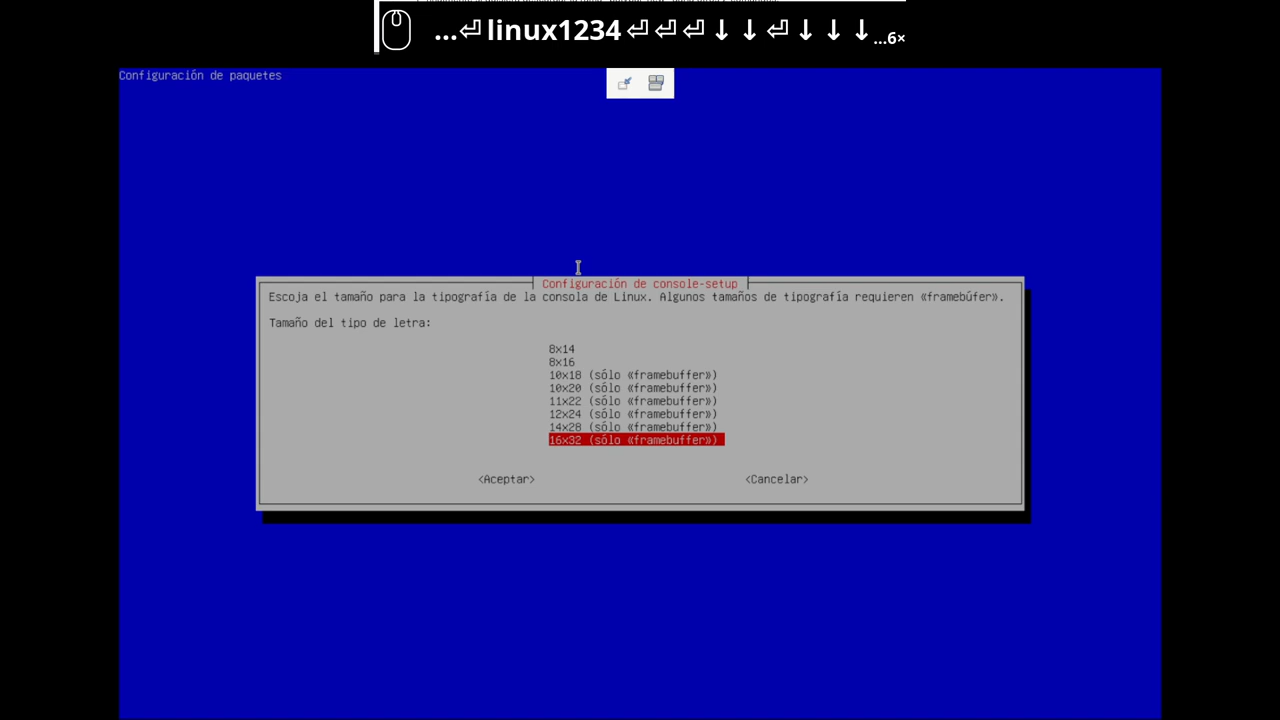 ...⏎linux1234⏎⏎⏎↓↓⏎↓↓↓...6×
Configuración de paquetes
Configuración de console-setup
Escoja el tamaño para la tipografía de la consola de Linux. Algunos tamaños de tipografía requieren «framebúfer».
Tamaño del tipo de letra:
8x14
8x16
10x18 (sólo «framebuffer»)
10x20 (sólo «framebuffer»)
11x22 (sólo «framebuffer»)
12x24 (sólo «framebuffer»)
14x28 (sólo «framebuffer»)
16x32 (sólo «framebuffer»)
<Aceptar> <Cancelar>